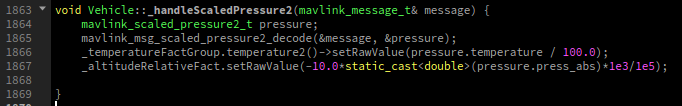 1863 void Vehicle::_handleScaledPressure2(mavlink_message_t& message) {
1864 mavlink_scaled_pressure2_t pressure;
1865 mavlink_msg_scaled_pressure2_decode(&message, &pressure);
1866 _temperatureFactGroup.temperature2()->setRawValue(pressure.temperature / 100.0);
1867 _altitudeRelativeFact.setRawValue(-10.0*static_cast<double>(pressure.press_abs)*1e3/1e5);
1868
1869 }